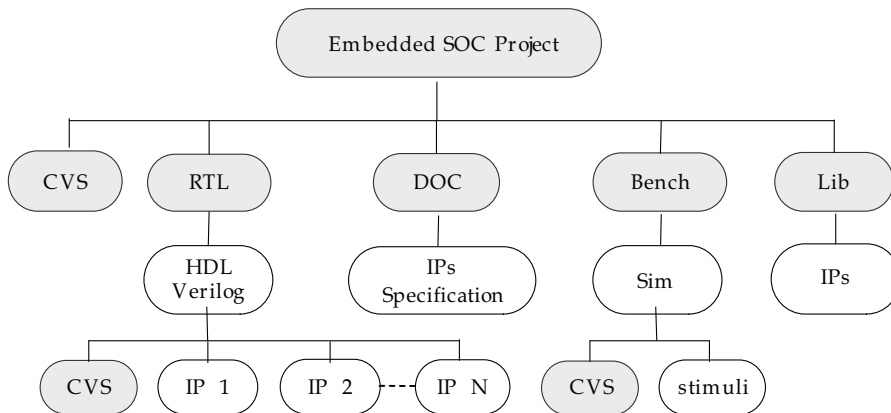 Embedded SOC Project
CVS
RTL
DOC
Bench
Lib
HDL
Verilog
IPs
Specification
Sim
IPs
CVS
IP 1
IP 2
IP N
CVS
stimuli